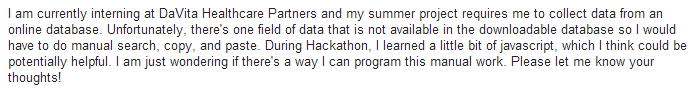 I am currently interning at DaVita Healthcare Partners and my summer project requires me to collect data from an
online database. Unfortunately, there's one field of data that is not available in the downloadable database so I would
have to do manual search, copy, and paste. During Hackathon, I learned a little bit of javascript, which I think could be
potentially helpful. I am just wondering if there's a way I can program this manual work. Please let me know your
thoughts!